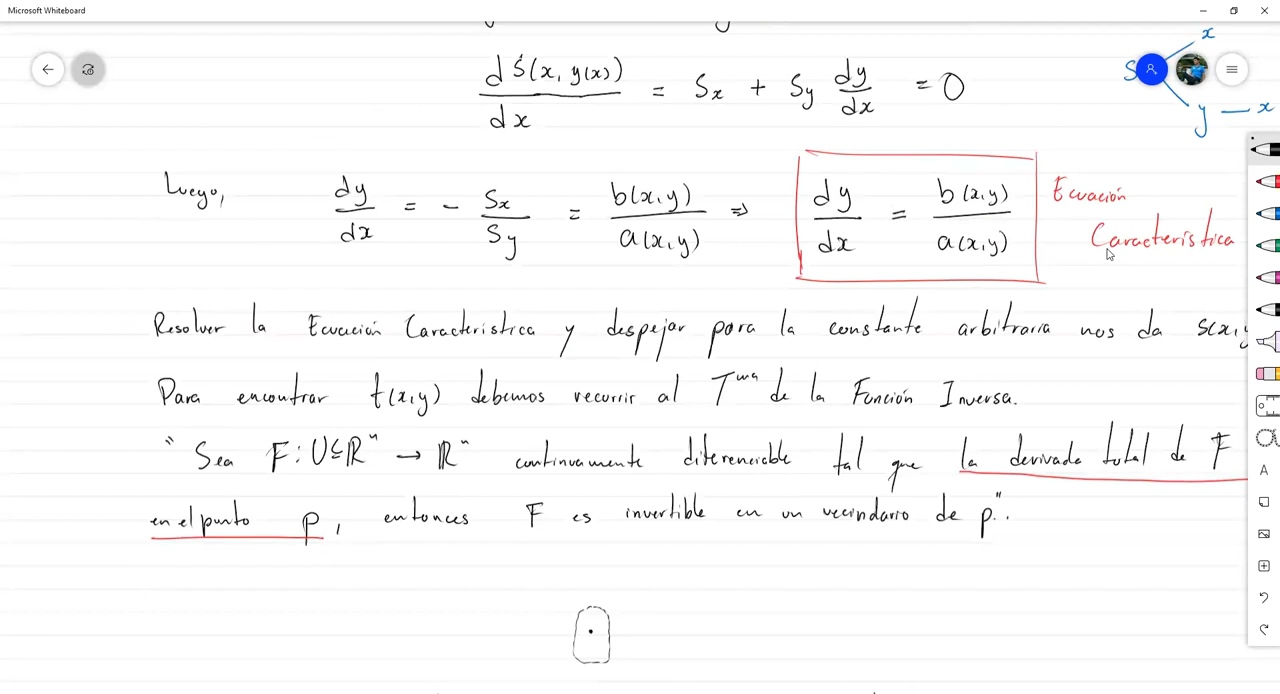 Microsoft Whiteboard
d S(x, y(x)) / dx = Sx + Sy dy/dx = 0
S x
y — x
Luego, dy/dx = - Sx/Sy = b(x,y)/a(x,y) ⇒ dy/dx = b(x,y)/a(x,y) Ecuación
Característica
Resolver la Ecuación Característica y despejar para la constante arbitraria nos da s(x,y
Para encontrar t(x,y) debemos recurrir al Tma de la Función Inversa.
" Sea F: U⊆ℝⁿ → ℝⁿ continuamente diferenciable tal que la derivada total de F
en el punto p, entonces F es invertible en un vecindario de p".
A